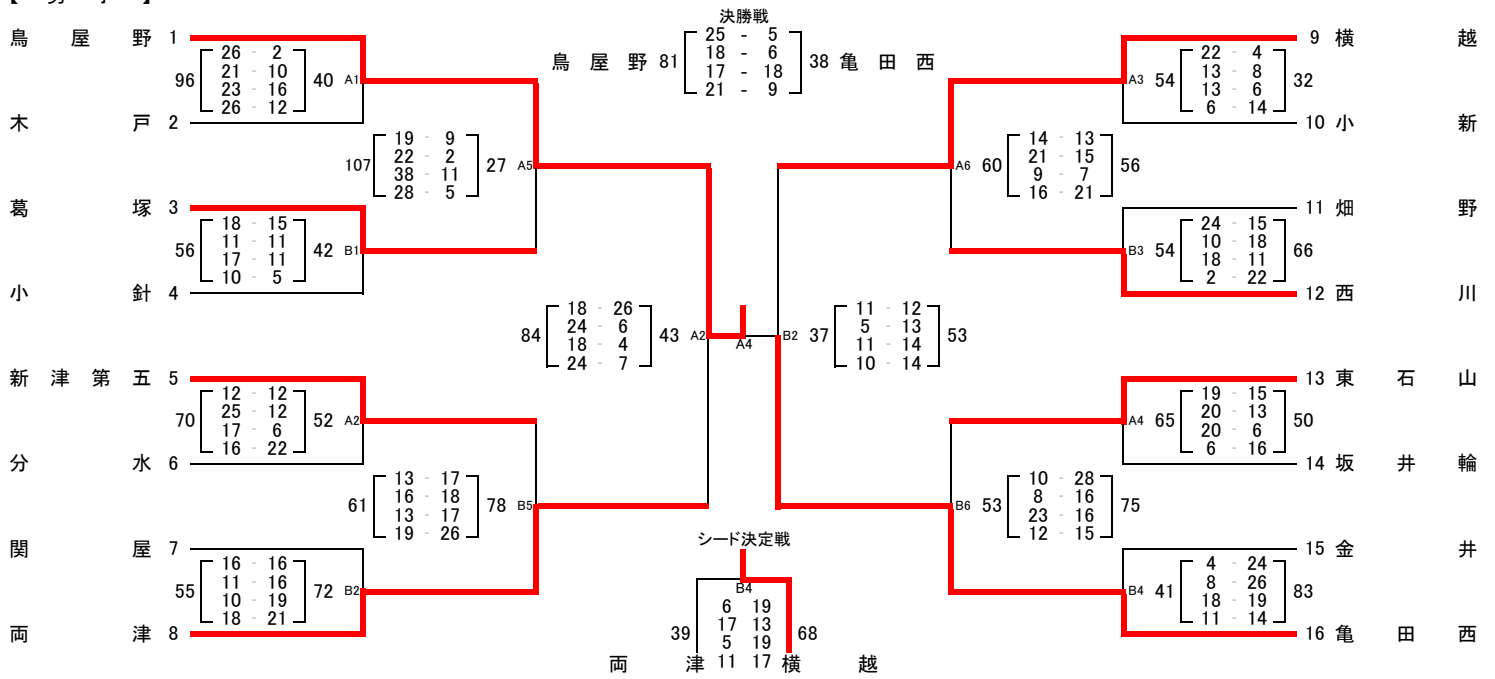 決勝戦
鳥屋野 81 38 亀田西
25 - 5
18 - 6
17 - 18
21 - 9
鳥屋野 1
96 40 A1
26 - 2
21 - 10
23 - 16
26 - 12
木戸 2
107 27 A5
19 - 9
22 - 2
38 - 11
28 - 5
葛塚 3
56 42 B1
18 - 15
11 - 11
17 - 11
10 - 5
小針 4
84 43 A2
18 - 26
24 - 6
18 - 4
24 - 7
新津第五 5
70 52 A2
12 - 12
25 - 12
17 - 6
16 - 22
分水 6
61 78 B5
13 - 17
16 - 18
13 - 17
19 - 26
関屋 7
55 72 B2
16 - 16
11 - 16
10 - 19
18 - 21
両津 8
A4
9 横越
A3 54 32
22 - 4
13 - 8
13 - 6
6 - 14
10 小新
A6 60 56
14 - 13
21 - 15
9 - 7
16 - 21
11 畑野
B3 54 66
24 - 15
10 - 18
18 - 11
2 - 22
12 西川
B2 37 53
11 - 12
5 - 13
11 - 14
10 - 14
13 東石山
A4 65 50
19 - 15
20 - 13
20 - 6
6 - 16
14 坂井輪
B6 53 75
10 - 28
8 - 16
23 - 16
12 - 15
15 金井
B4 41 83
4 - 24
8 - 26
18 - 19
11 - 14
16 亀田西
シード決定戦
B4
39 68
6 19
17 13
5 19
11 17
両津 横越